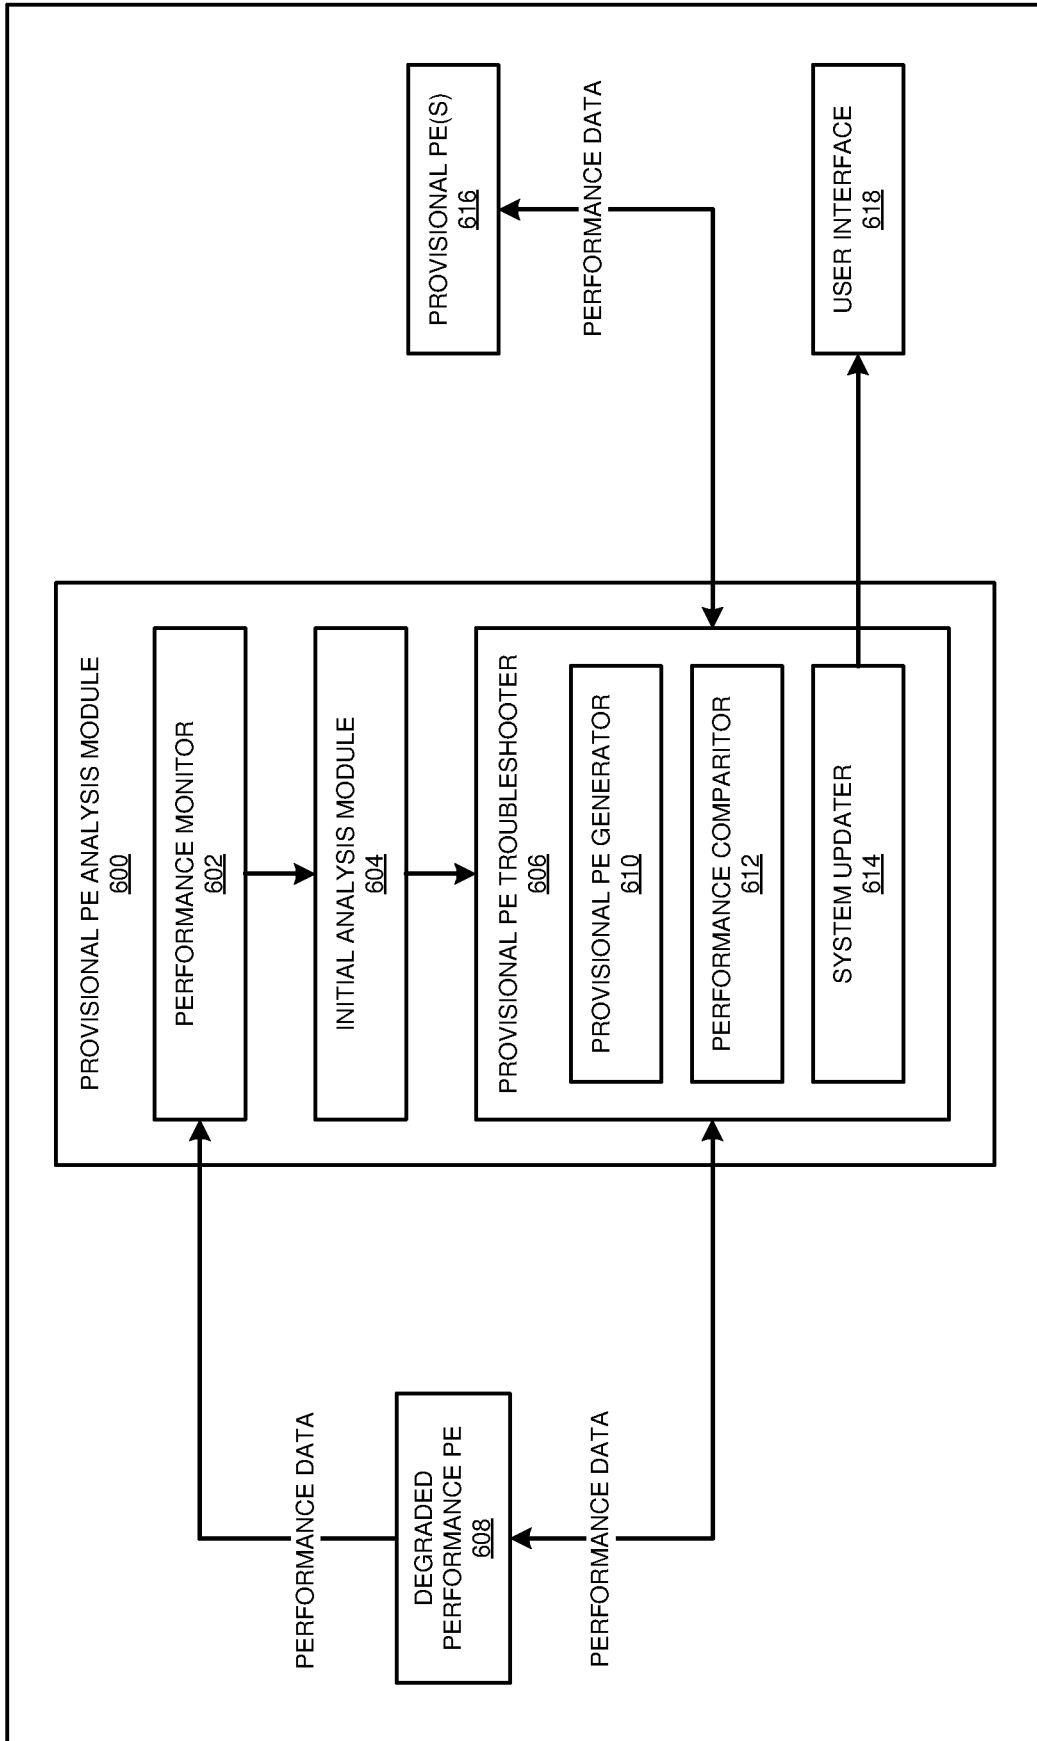 PROVISIONAL PE ANALYSIS MODULE
600
PERFORMANCE MONITOR
602
INITIAL ANALYSIS MODULE
604
PROVISIONAL PE TROUBLESHOOTER
606
PROVISIONAL PE GENERATOR
610
PERFORMANCE COMPARITOR
612
SYSTEM UPDATER
614
PERFORMANCE DATA
DEGRADED
PERFORMANCE PE
608
PERFORMANCE DATA
PROVISIONAL PE(S)
616
PERFORMANCE DATA
USER INTERFACE
618